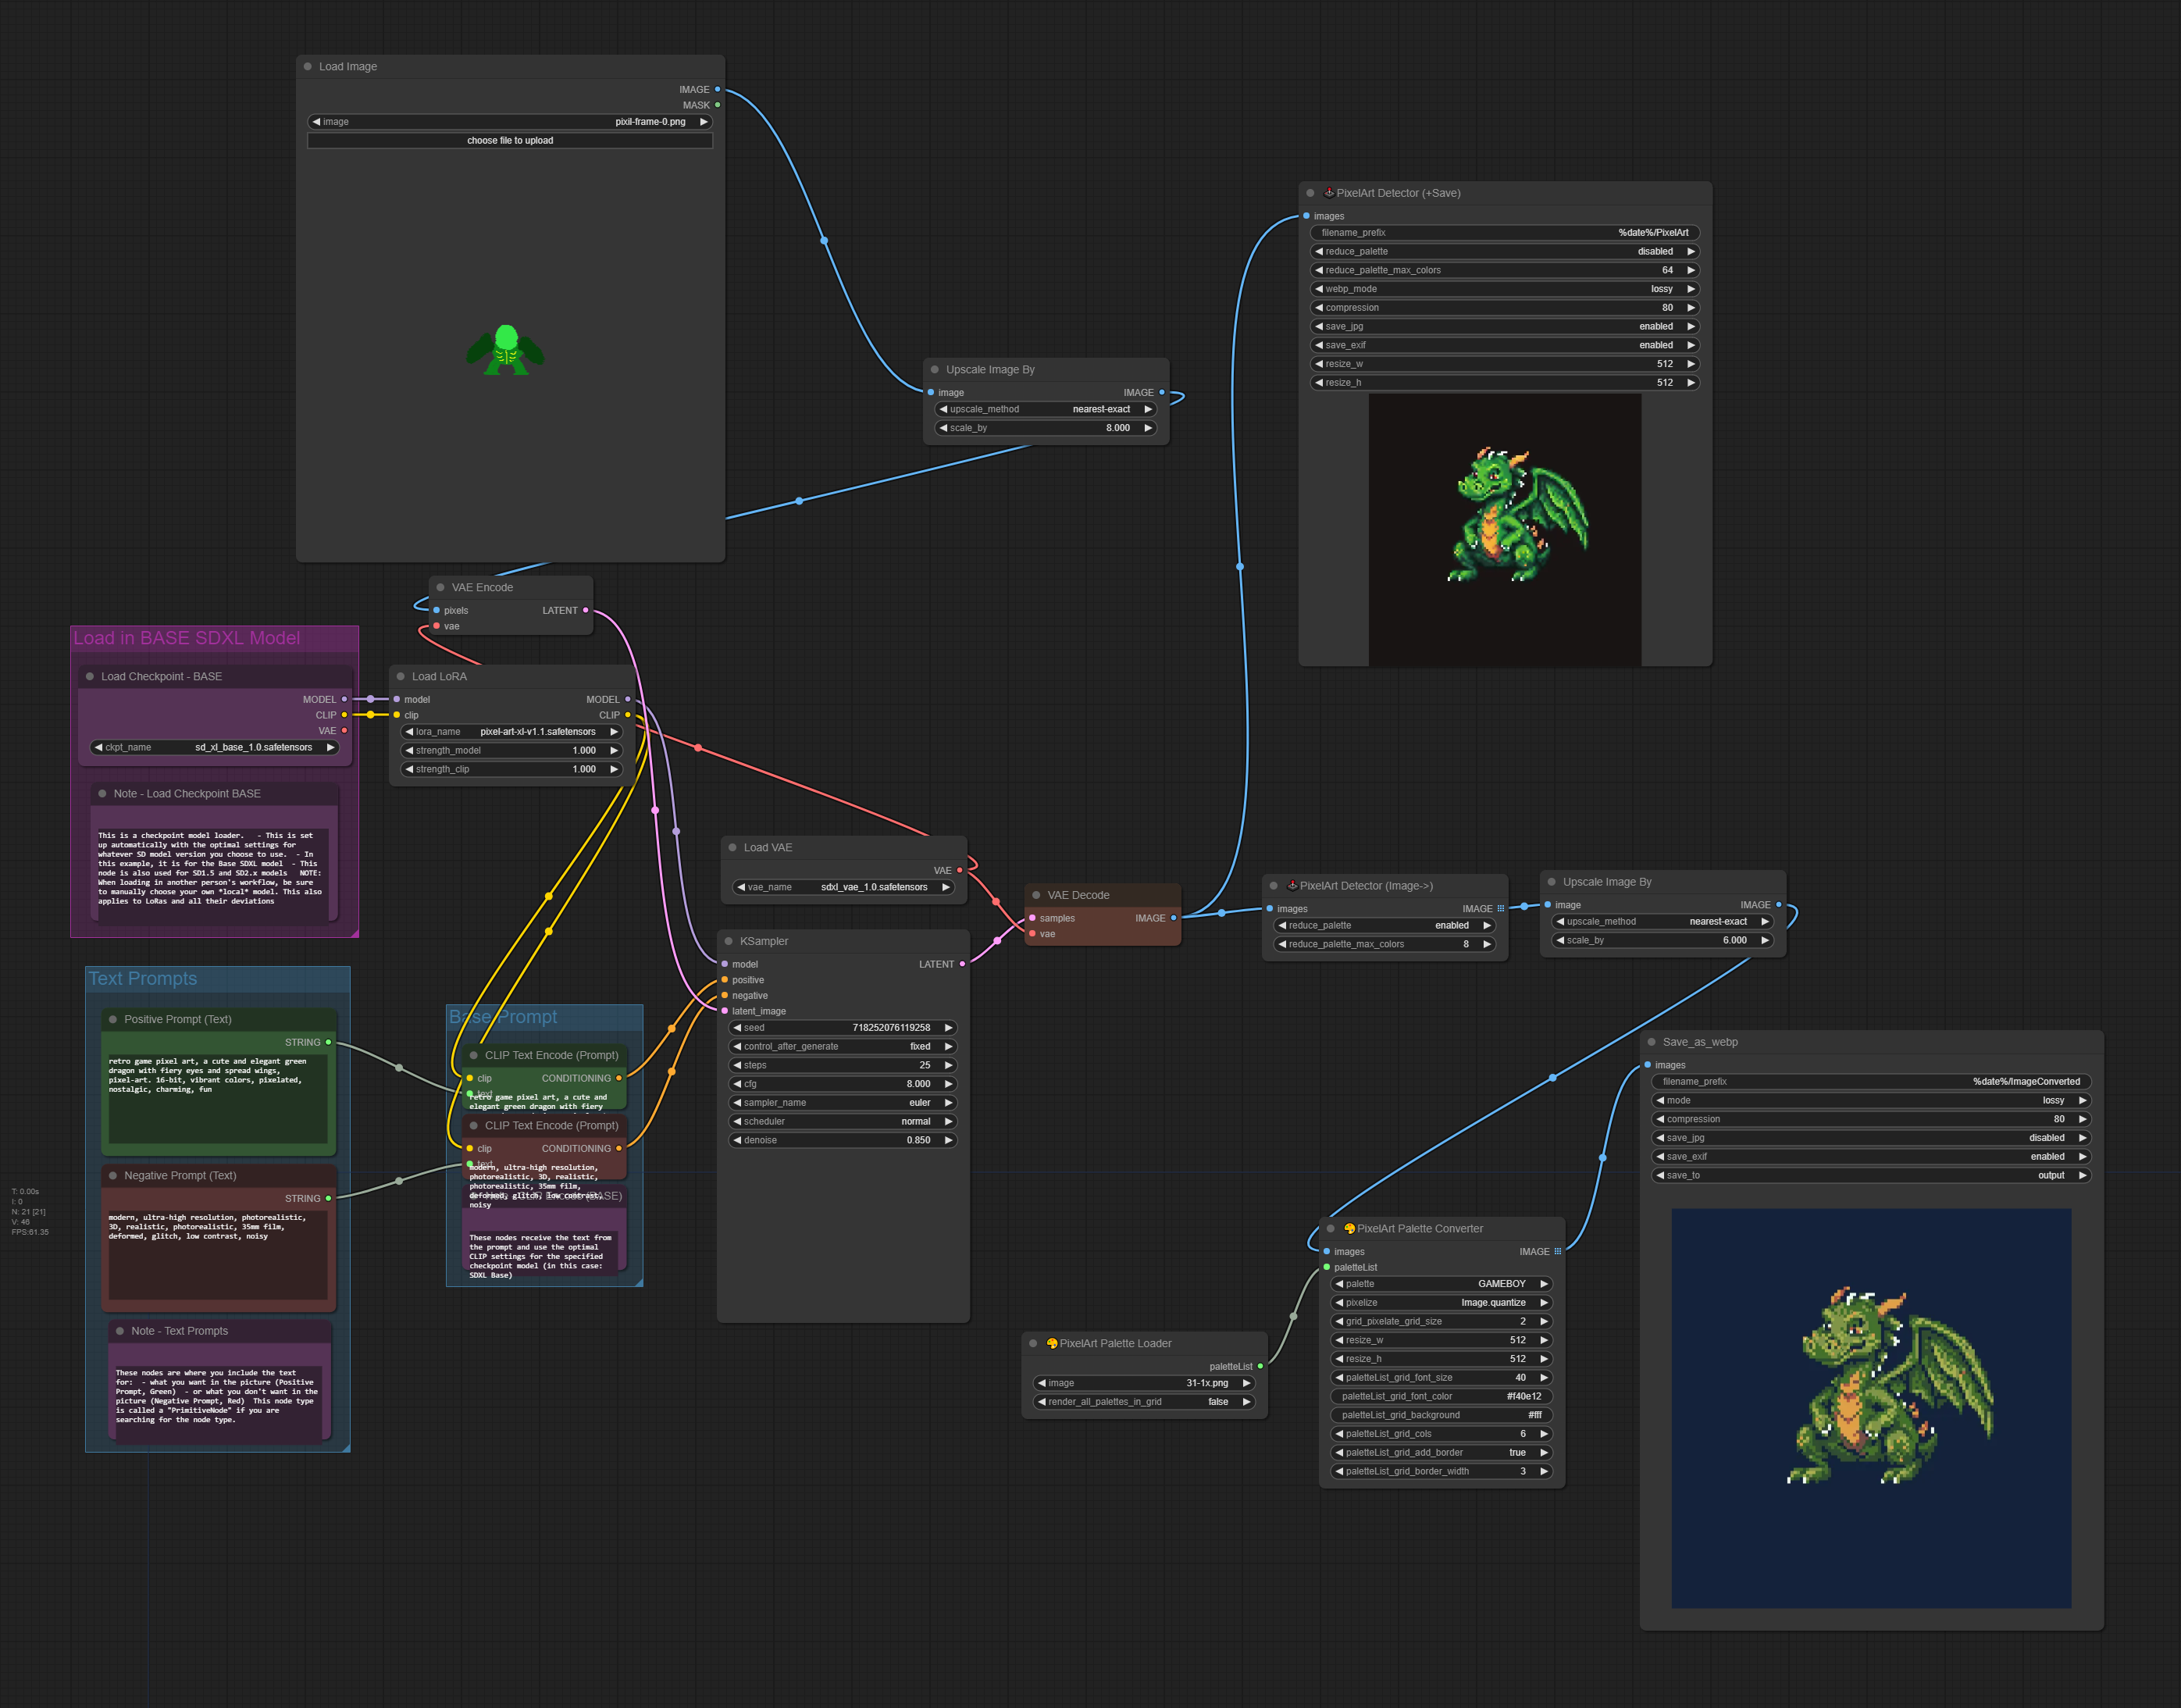 Load Image
IMAGE
MASK
image pixil-frame-0.png
choose file to upload
Upscale Image By
image IMAGE
upscale_method nearest-exact
scale_by 8.000
PixelArt Detector (+Save)
images
filename_prefix %date%/PixelArt
reduce_palette disabled
reduce_palette_max_colors 64
webp_mode lossy
compression 80
save_jpg enabled
save_exif enabled
resize_w 512
resize_h 512
VAE Encode
pixels LATENT
vae
Load in BASE SDXL Model
Load Checkpoint - BASE
MODEL
CLIP
VAE
ckpt_name sd_xl_base_1.0.safetensors
Note - Load Checkpoint BASE
This is a checkpoint model loader. - This is set
up automatically with the optimal settings for
whatever SD model version you choose to use. - In
this example, it is for the Base SDXL model - This
node is also used for SD1.5 and SD2.x models NOTE:
When loading in another person's workflow, be sure
to manually choose your own *local* model. This also
applies to LoRas and all their deviations
Load LoRA
model MODEL
clip CLIP
lora_name pixel-art-xl-v1.1.safetensors
strength_model 1.000
strength_clip 1.000
Load VAE
VAE
vae_name sdxl_vae_1.0.safetensors
VAE Decode
samples IMAGE
vae
PixelArt Detector (Image->)
images IMAGE
reduce_palette enabled
reduce_palette_max_colors 8
Upscale Image By
image IMAGE
upscale_method nearest-exact
scale_by 6.000
Text Prompts
Positive Prompt (Text)
STRING
retro game pixel art, a cute and elegant green
dragon with fiery eyes and spread wings,
pixel-art. 16-bit, vibrant colors, pixelated,
nostalgic, charming, fun
Negative Prompt (Text)
STRING
modern, ultra-high resolution, photorealistic,
3D, realistic, photorealistic, 35mm film,
deformed, glitch, low contrast, noisy
Note - Text Prompts
These nodes are where you include the text
for: - what you want in the picture (Positive
Prompt, Green) - or what you don't want in the
picture (Negative Prompt, Red) This node type
is called a "PrimitiveNode" if you are
searching for the node type.
Base Prompt
CLIP Text Encode (Prompt)
clip CONDITIONING
text
retro game pixel art, a cute and
elegant green dragon with fiery
CLIP Text Encode (Prompt)
clip CONDITIONING
text
modern, ultra-high resolution,
photorealistic, 3D, realistic,
photorealistic, 35mm film,
deformed, glitch, low contrast,
noisy
These nodes receive the text from
the prompt and use the optimal
CLIP settings for the specified
checkpoint model (in this case:
SDXL Base)
KSampler
model LATENT
positive
negative
latent_image
seed 718252076119258
control_after_generate fixed
steps 25
cfg 8.000
sampler_name euler
scheduler normal
denoise 0.850
T: 0.00s
I: 0
N: 21 [21]
V: 46
FPS:61.35
PixelArt Palette Loader
paletteList
image 31-1x.png
render_all_palettes_in_grid false
PixelArt Palette Converter
images IMAGE
paletteList
palette GAMEBOY
pixelize Image.quantize
grid_pixelate_grid_size 2
resize_w 512
resize_h 512
paletteList_grid_font_size 40
paletteList_grid_font_color #f40e12
paletteList_grid_background #fff
paletteList_grid_cols 6
paletteList_grid_add_border true
paletteList_grid_border_width 3
Save_as_webp
images
filename_prefix %date%/ImageConverted
mode lossy
compression 80
save_jpg disabled
save_exif enabled
save_to output